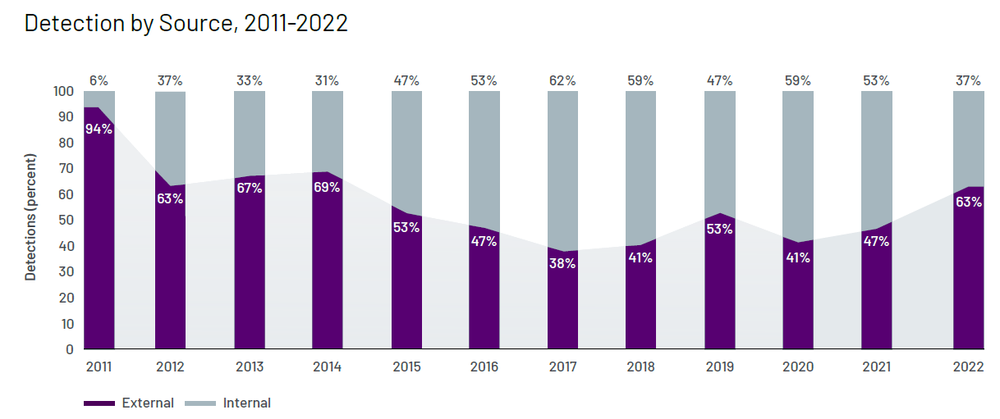 Detection by Source, 2011-2022
6% 37% 33% 31% 47% 53% 62% 59% 47% 59% 53% 37%
Detections (percent)
100
90
80
70
60
50
40
30
20
10
0
94% 63% 67% 69% 53% 47% 38% 41% 53% 41% 47% 63%
2011 2012 2013 2014 2015 2016 2017 2018 2019 2020 2021 2022
External Internal